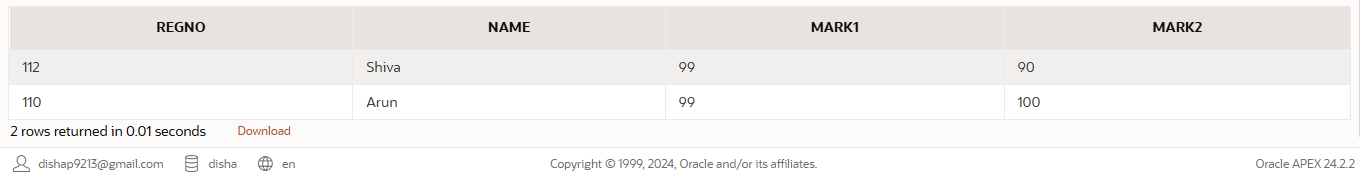 REGNO NAME MARK1 MARK2
112 Shiva 99 90
110 Arun 99 100
2 rows returned in 0.01 seconds Download
dishap9213@gmail.com disha en Copyright © 1999, 2024, Oracle and/or its affiliates. Oracle APEX 24.2.2